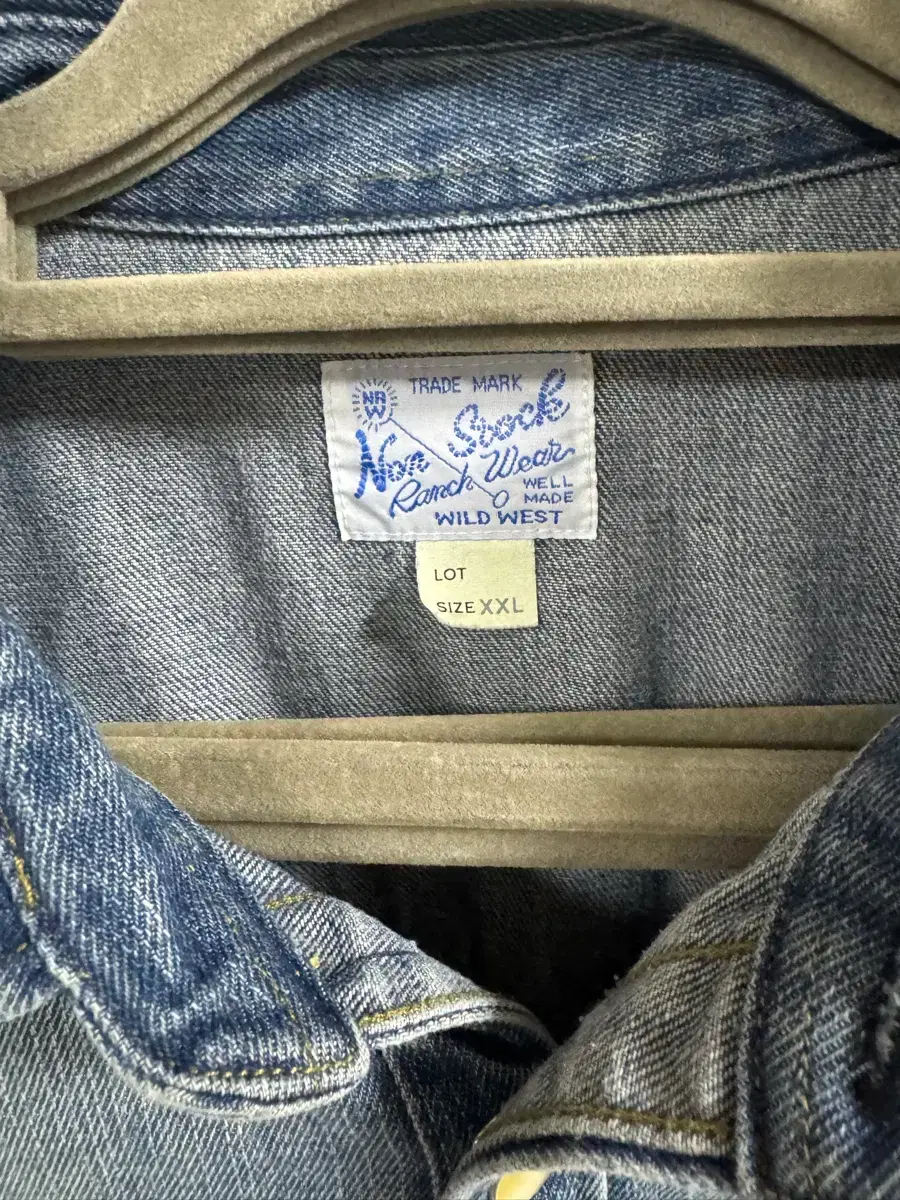 TRADE MARK
NRW
Non Stock
Ranch Wear
WELL
MADE
WILD WEST
LOT
SIZE XXL